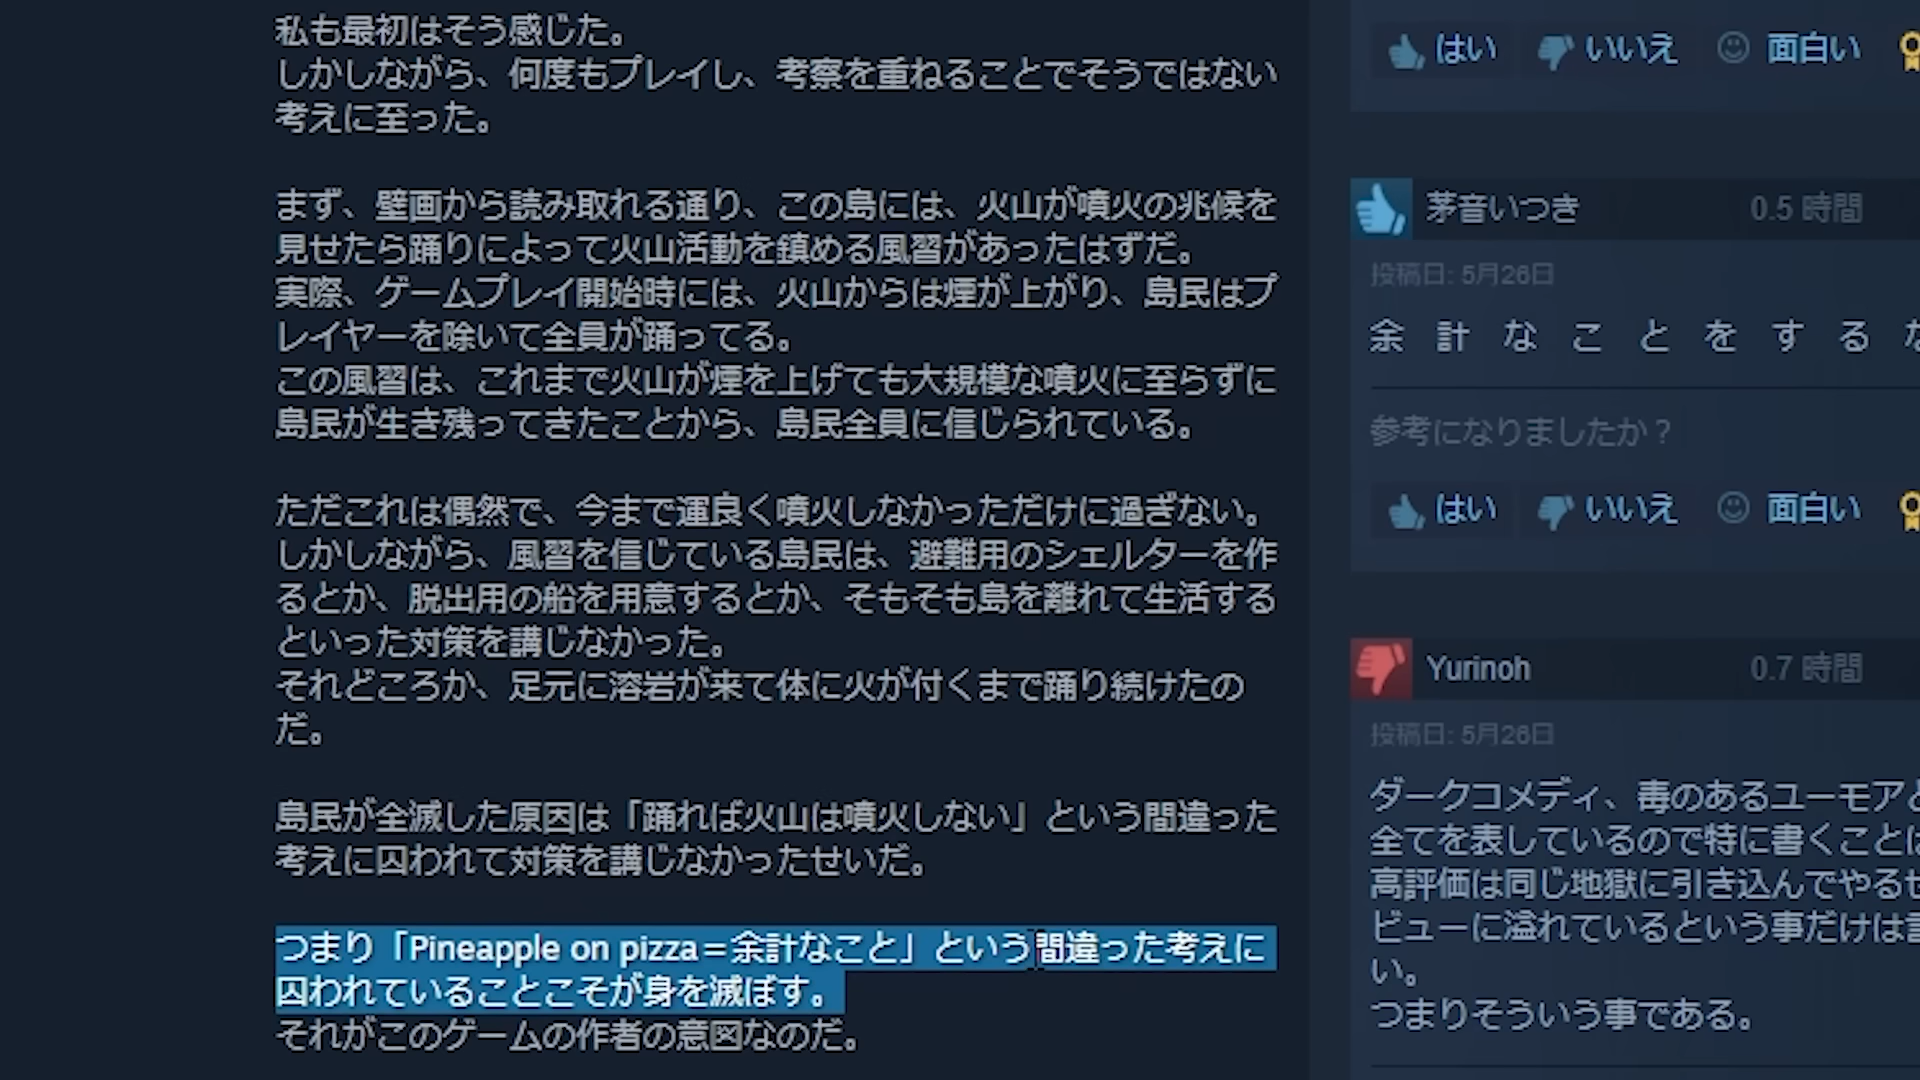 私も最初はそう感じた。
しかしながら、何度もプレイし、考察を重ねることでそうではない
考えに至った。
まず、壁画から読み取れる通り、この島には、火山が噴火の兆候を
見せたら踊りによって火山活動を鎮める風習があったはずだ。
実際、ゲームプレイ開始時には、火山からは煙が上がり、島民はプ
レイヤーを除いて全員が踊ってる。
この風習は、これまで火山が煙を上げても大規模な噴火に至らずに
島民が生き残ってきたことから、島民全員に信じられている。
ただこれは偶然で、今まで運良く噴火しなかっただけに過ぎない。
しかしながら、風習を信じている島民は、避難用のシェルターを作
るとか、脱出用の船を用意するとか、そもそも島を離れて生活する
といった対策を講じなかった。
それどころか、足元に溶岩が来て体に火が付くまで踊り続けたの
だ。
島民が全滅した原因は「踊れば火山は噴火しない」という間違った
考えに囚われて対策を講じなかったせいだ。
つまり「Pineapple on pizza＝余計なこと」という間違った考えに
囚われていることこそが身を滅ぼす。
それがこのゲームの作者の意図なのだ。
はい いいえ 面白い
茅音いつき 0.5 時間
投稿日: 5月26日
余 計 な こ と を す る
参考になりましたか？
はい いいえ 面白い
Yurinoh 0.7 時間
投稿日: 5月26日
ダークコメディ、毒のあるユーモア
全てを表しているので特に書くこと
高評価は同じ地獄に引き込んでやる
ビューに溢れているという事だけは
い。
つまりそういう事である。